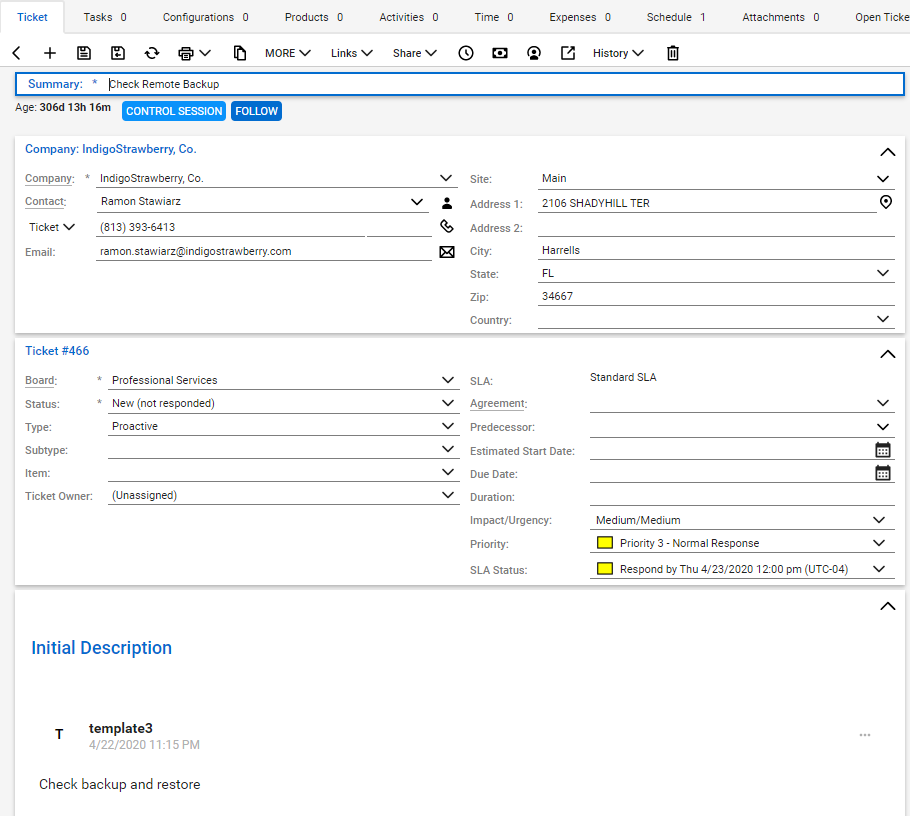 Ticket Tasks 0 Configurations 0 Products 0 Activities 0 Time 0 Expenses 0 Schedule 1 Attachments 0 Open Ticke
MORE Links Share History
Summary: * Check Remote Backup
Age: 306d 13h 16m CONTROL SESSION FOLLOW
Company: IndigoStrawberry, Co.
Company: * IndigoStrawberry, Co.
Contact: Ramon Stawiarz
Ticket (813) 393-6413
Email: ramon.stawiarz@indigostrawberry.com
Site: Main
Address 1: 2106 SHADYHILL TER
Address 2:
City: Harrells
State: FL
Zip: 34667
Country:
Ticket #466
Board: * Professional Services
Status: * New (not responded)
Type: Proactive
Subtype:
Item:
Ticket Owner: (Unassigned)
SLA: Standard SLA
Agreement:
Predecessor:
Estimated Start Date:
Due Date:
Duration:
Impact/Urgency: Medium/Medium
Priority: Priority 3 - Normal Response
SLA Status: Respond by Thu 4/23/2020 12:00 pm (UTC-04)
Initial Description
T template3
4/22/2020 11:15 PM
Check backup and restore